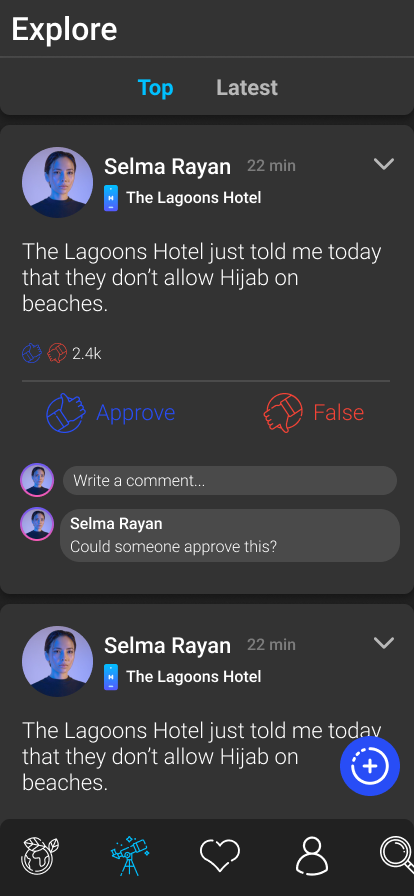 Explore
Top Latest
Selma Rayan 22 min
The Lagoons Hotel
The Lagoons Hotel just told me today
that they don’t allow Hijab on
beaches.
2.4k
Approve False
Write a comment...
Selma Rayan
Could someone approve this?
Selma Rayan 22 min
The Lagoons Hotel
The Lagoons Hotel just told me today
that they don’t allow Hijab on
beaches.